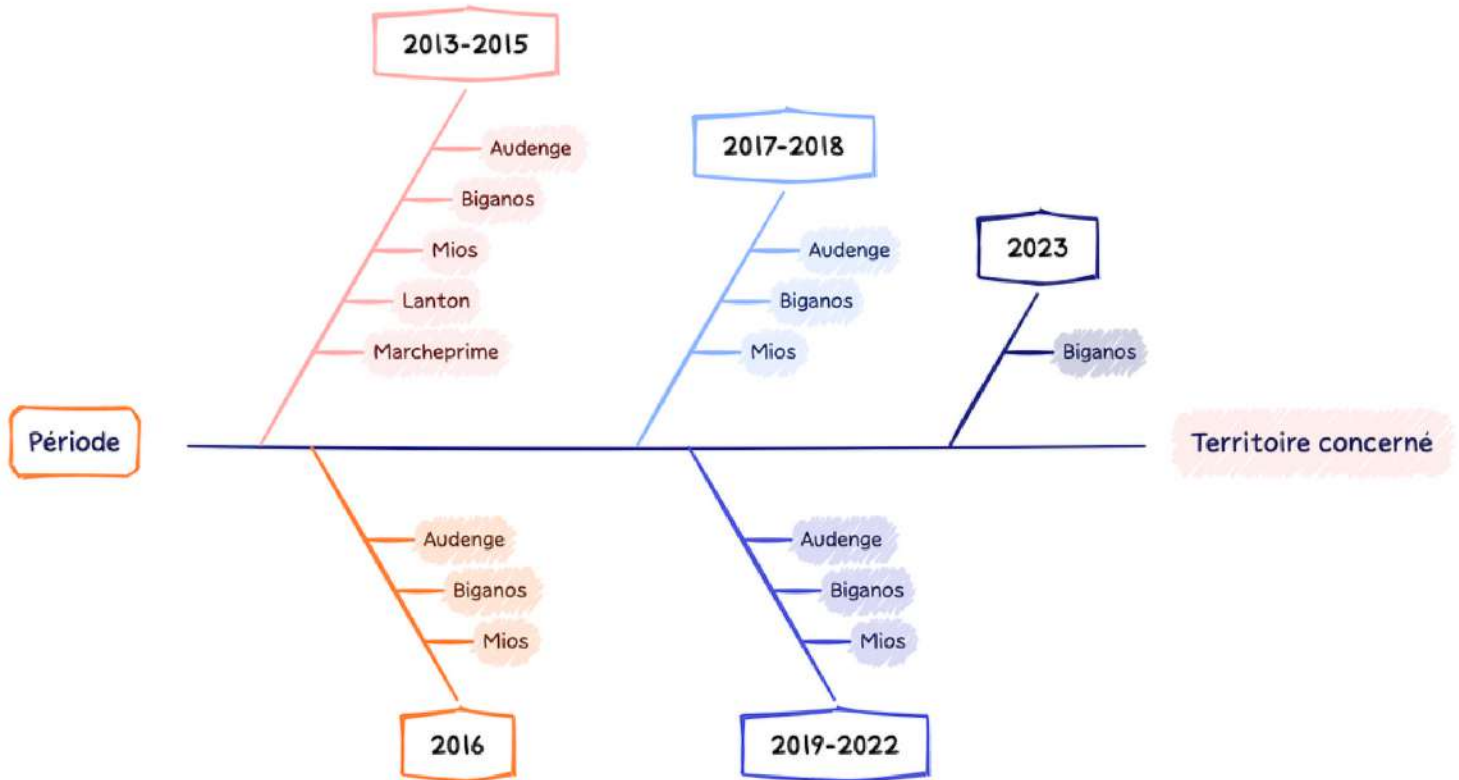 2013-2015
Audenge
Biganos
Mios
Lanton
Marcheprime
2017-2018
Audenge
Biganos
Mios
2023
Biganos
Période
Territoire concerné
Audenge
Biganos
Mios
2016
Audenge
Biganos
Mios
2019-2022